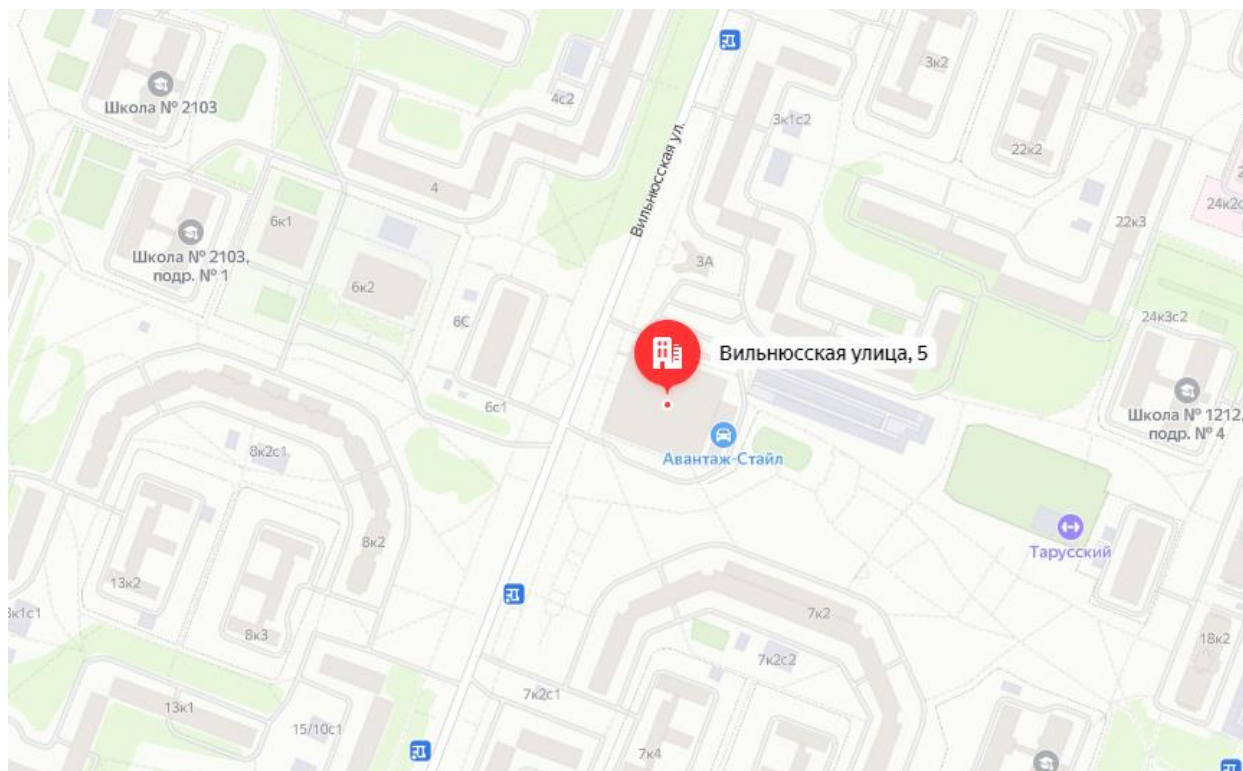 3к2
4с2
Школа № 2103
3к1с2
22к2
Вильнюсская ул.
4
24к2с
6к1
22к3
Школа № 2103,
подр. № 1
3А
6к2
24к3с2
6С
Вильнюсская улица, 5
6с1
Школа № 1212,
подр. № 4
8к2с1
Авантаж-Стайл
8к2
Тарусский
13к2
7к2
8к3
18к2
7к2с2
7к2с1
13к1
15/10с1
7к4